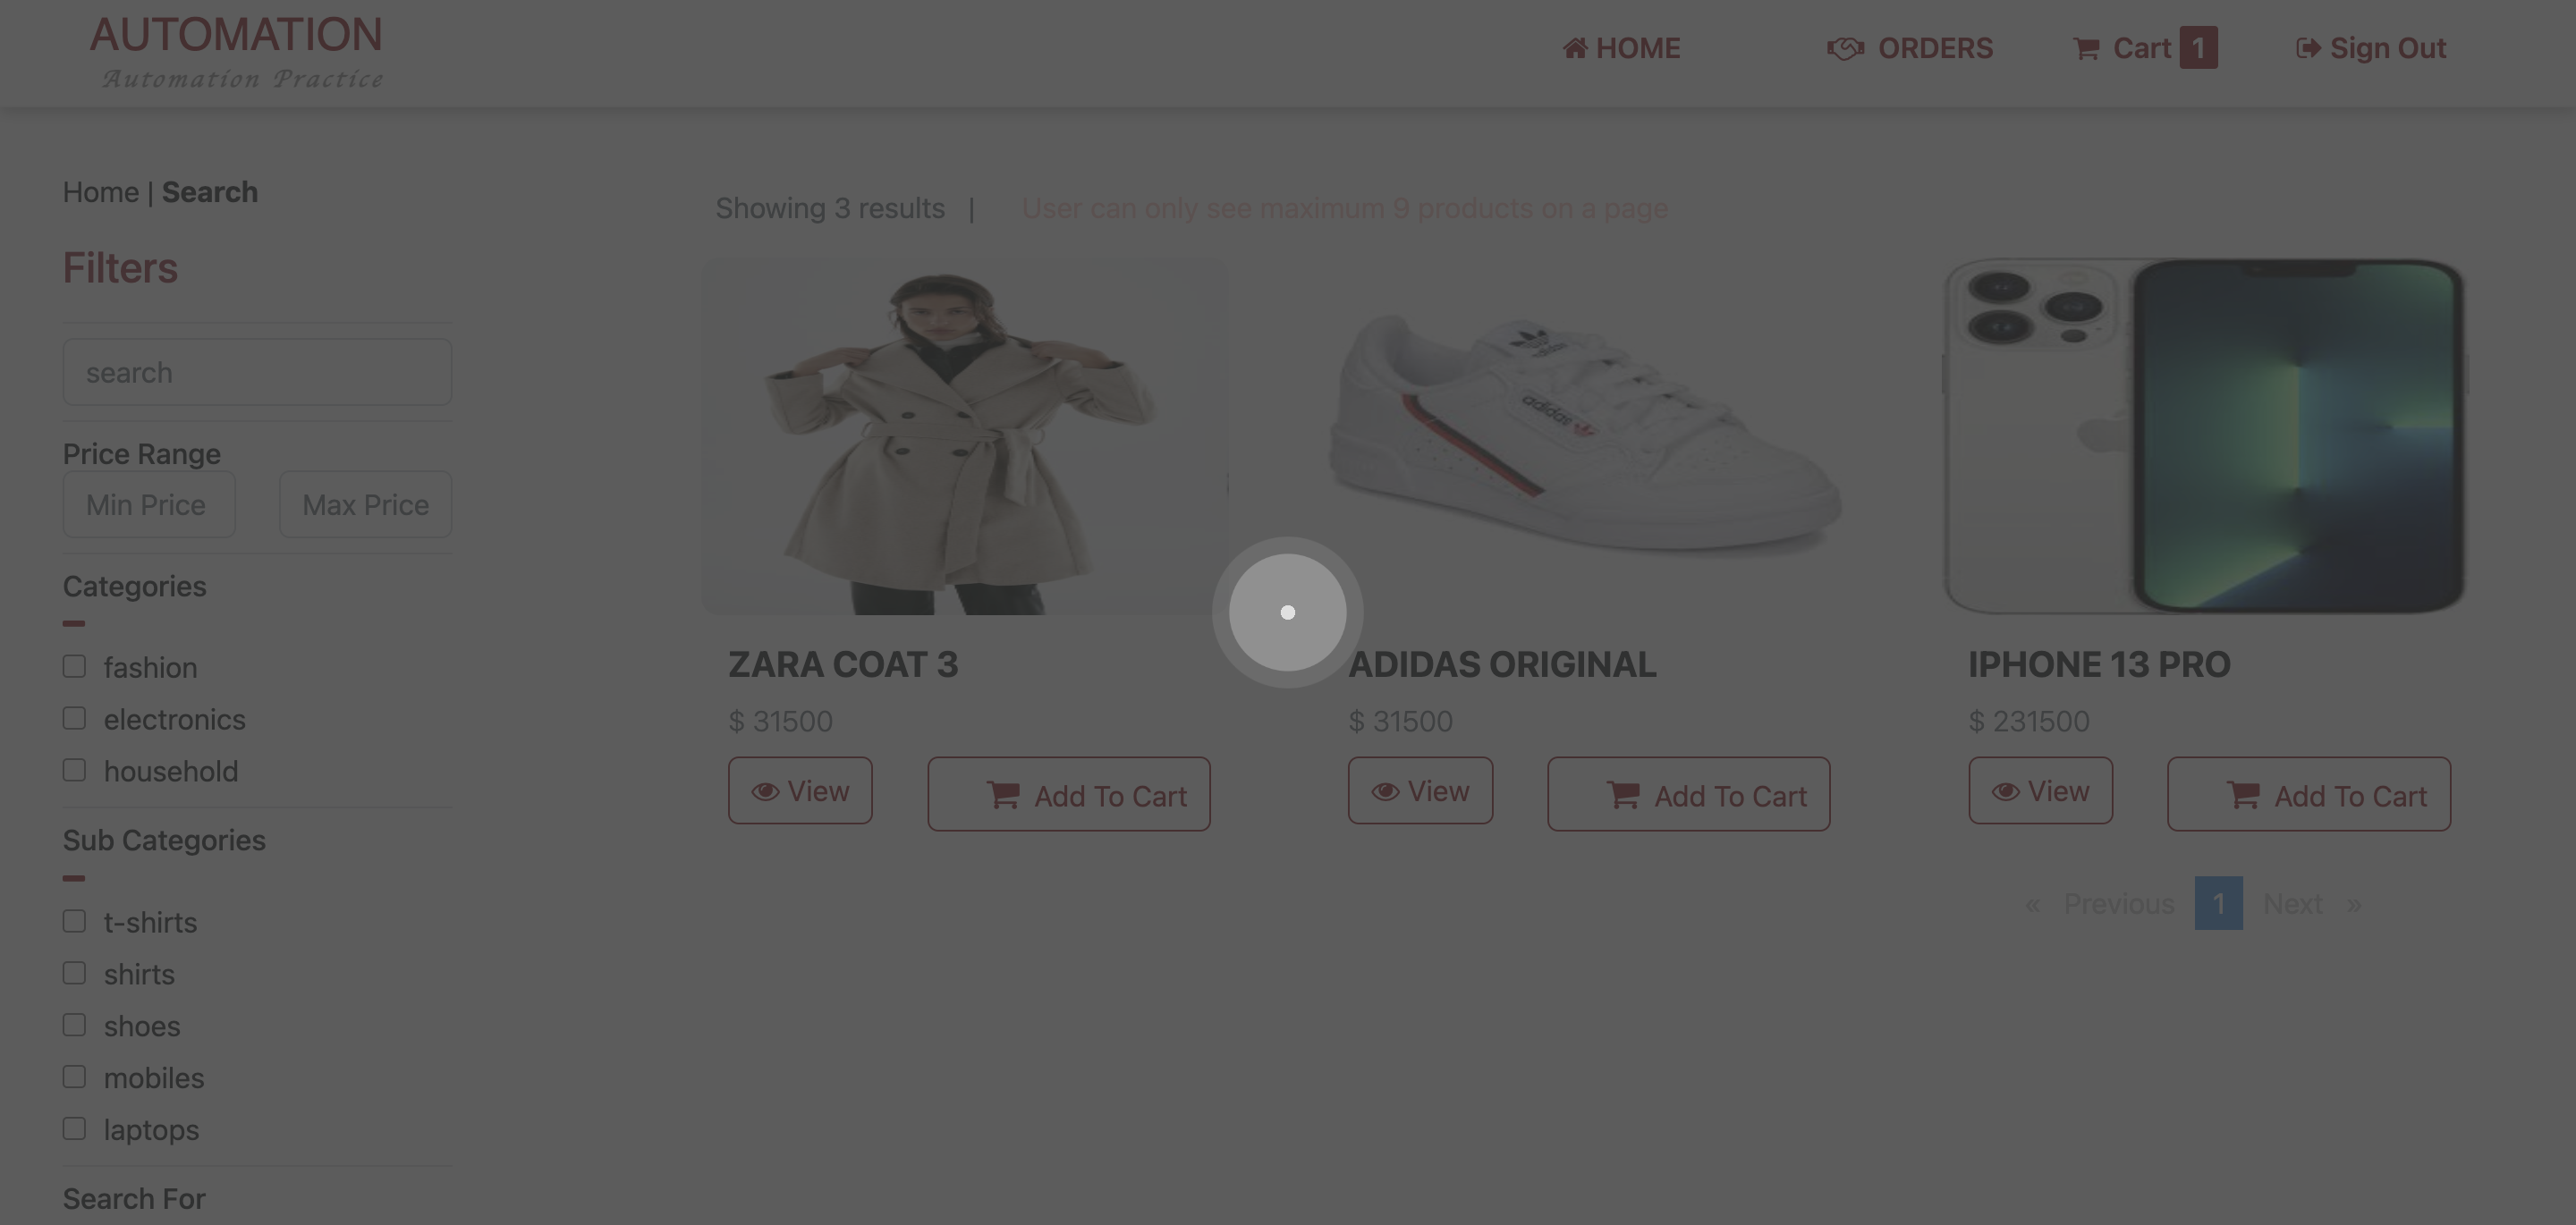 AUTOMATION
Automation Practice
HOME
ORDERS
Cart 1
Sign Out
Home | Search
Showing 3 results |
User can only see maximum 9 products on a page
Filters
search
Price Range
Min Price
Max Price
Categories
fashion
electronics
household
Sub Categories
t-shirts
shirts
shoes
mobiles
laptops
Search For
adidas
adidas
ZARA COAT 3
$ 31500
View
Add To Cart
ADIDAS ORIGINAL
$ 31500
View
Add To Cart
IPHONE 13 PRO
$ 231500
View
Add To Cart
« Previous 1 Next »